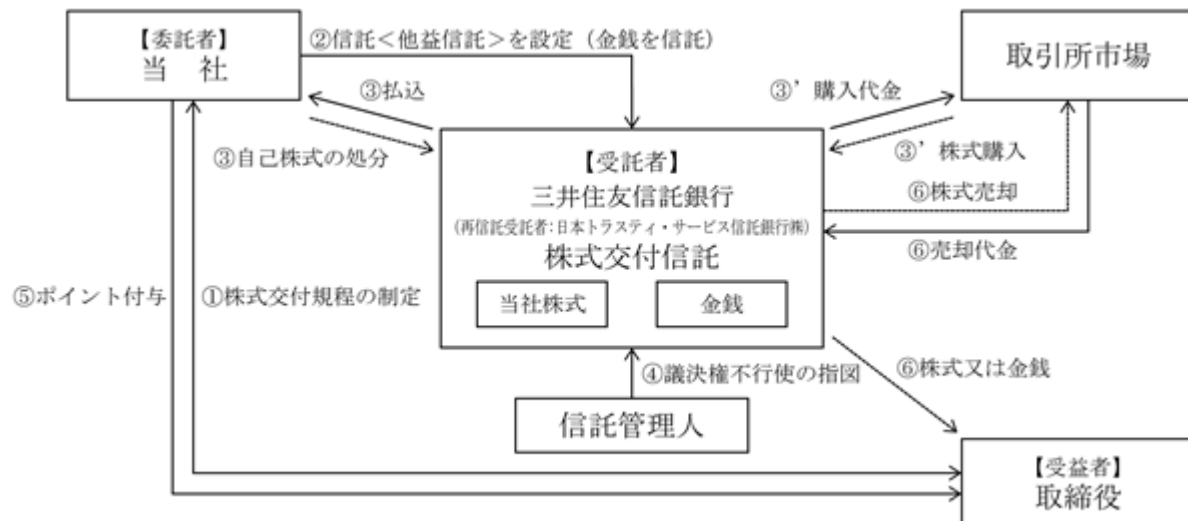 【委託者】
当 社
②信託＜他益信託＞を設定（金銭を信託）
取引所市場
③払込
③’購入代金
③自己株式の処分
③’株式購入
【受託者】
三井住友信託銀行
(再信託受託者:日本トラスティ・サービス信託銀行㈱)
株式交付信託
⑥株式売却
⑥売却代金
⑤ポイント付与
①株式交付規程の制定
当社株式
金銭
④議決権不行使の指図
⑥株式又は金銭
信託管理人
【受益者】
取締役